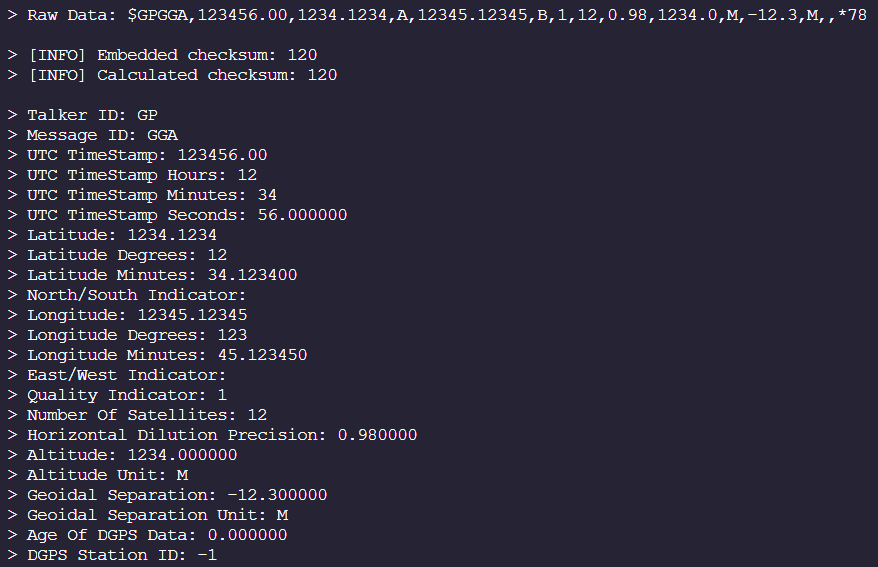 > Raw Data: $GPGGA,123456.00,1234.1234,A,12345.12345,B,1,12,0.98,1234.0,M,-12.3,M,,*78
> [INFO] Embedded checksum: 120
> [INFO] Calculated checksum: 120
> Talker ID: GP
> Message ID: GGA
> UTC TimeStamp: 123456.00
> UTC TimeStamp Hours: 12
> UTC TimeStamp Minutes: 34
> UTC TimeStamp Seconds: 56.000000
> Latitude: 1234.1234
> Latitude Degrees: 12
> Latitude Minutes: 34.123400
> North/South Indicator:
> Longitude: 12345.12345
> Longitude Degrees: 123
> Longitude Minutes: 45.123450
> East/West Indicator:
> Quality Indicator: 1
> Number Of Satellites: 12
> Horizontal Dilution Precision: 0.980000
> Altitude: 1234.000000
> Altitude Unit: M
> Geoidal Separation: -12.300000
> Geoidal Separation Unit: M
> Age Of DGPS Data: 0.000000
> DGPS Station ID: -1